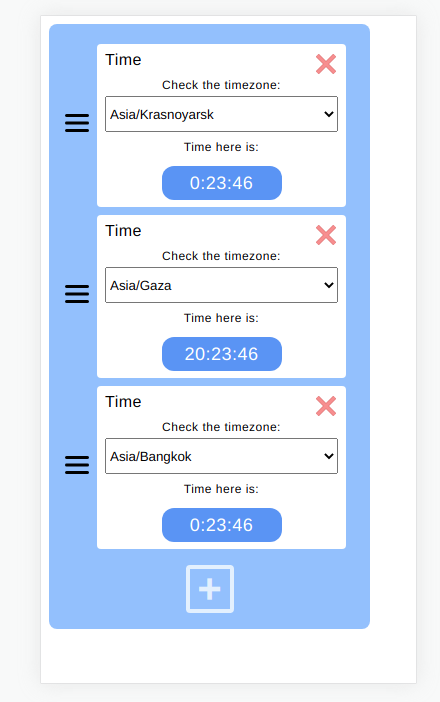 Time
Check the timezone:
Asia/Krasnoyarsk
Time here is:
0:23:46
Time
Check the timezone:
Asia/Gaza
Time here is:
20:23:46
Time
Check the timezone:
Asia/Bangkok
Time here is:
0:23:46